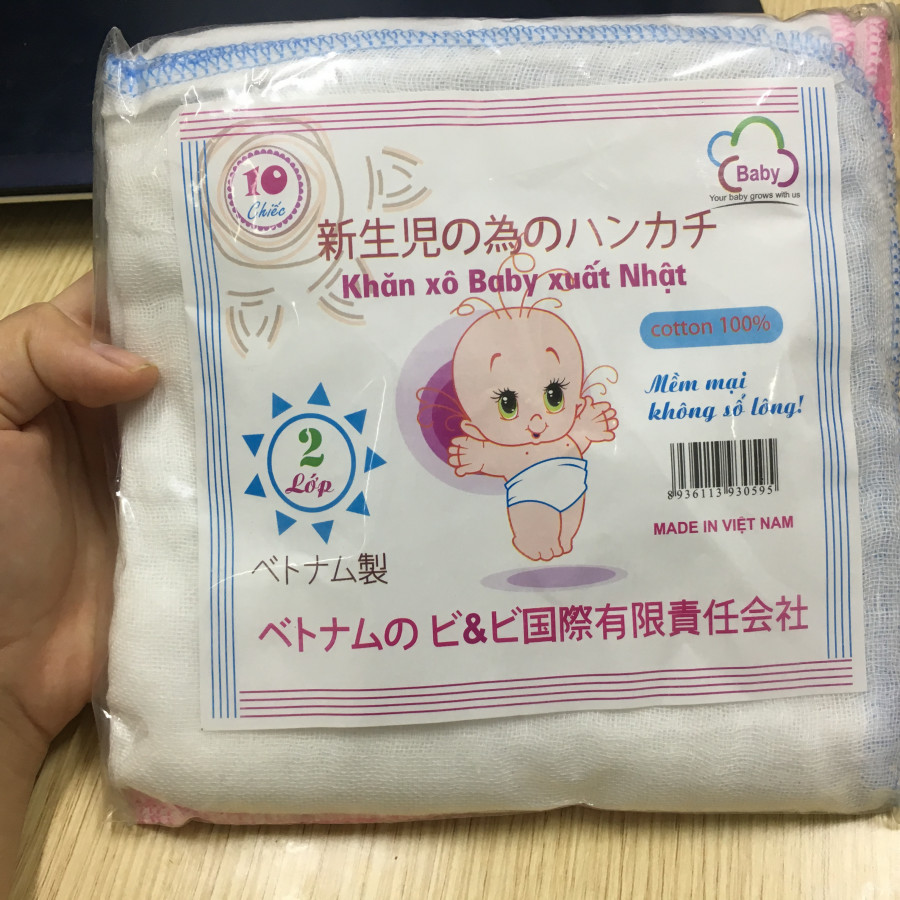 10
Chiếc
Baby
Your baby grows with us
新生児の為のハンカチ
Khăn xô Baby xuất Nhật
cotton 100%
Mềm mại
không số lông!
2
Lớp
8936113930595
MADE IN VIỆT NAM
ベトナム製
ベトナムの ビ&ビ国際有限責任会社